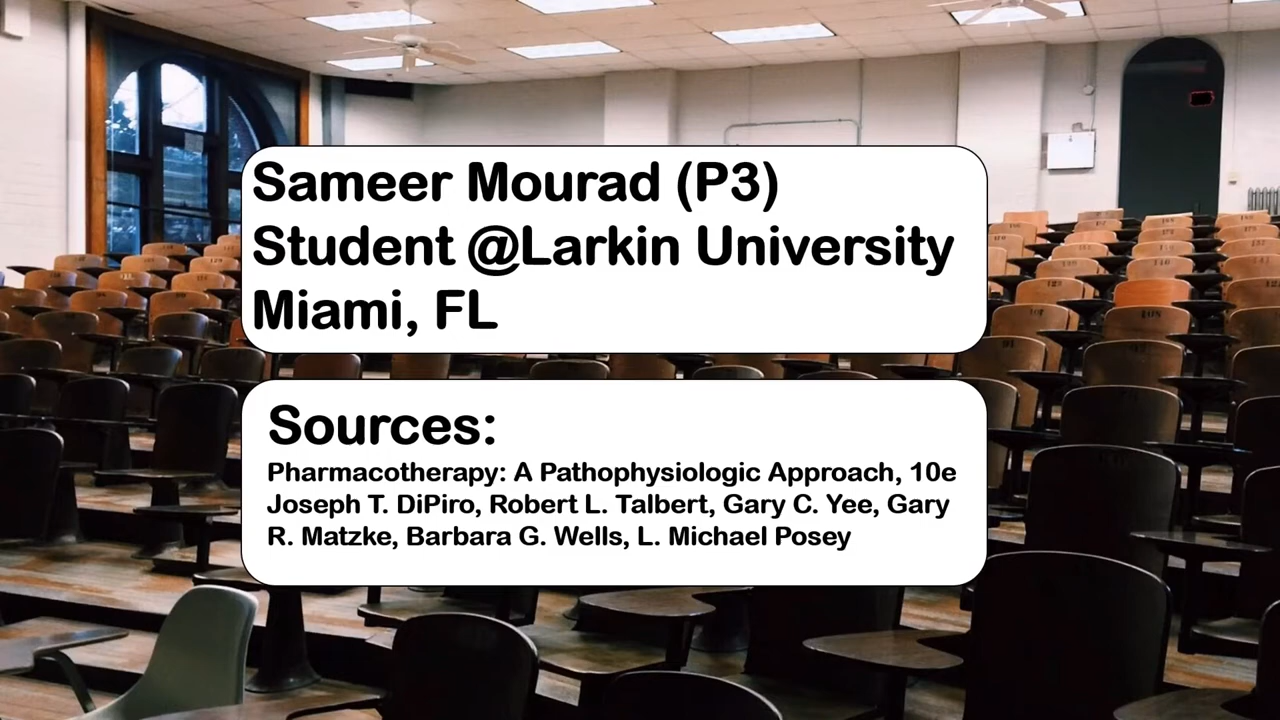 Sameer Mourad (P3)
Student @Larkin University
Miami, FL
Sources:
Pharmacotherapy: A Pathophysiologic Approach, 10e
Joseph T. DiPiro, Robert L. Talbert, Gary C. Yee, Gary
R. Matzke, Barbara G. Wells, L. Michael Posey